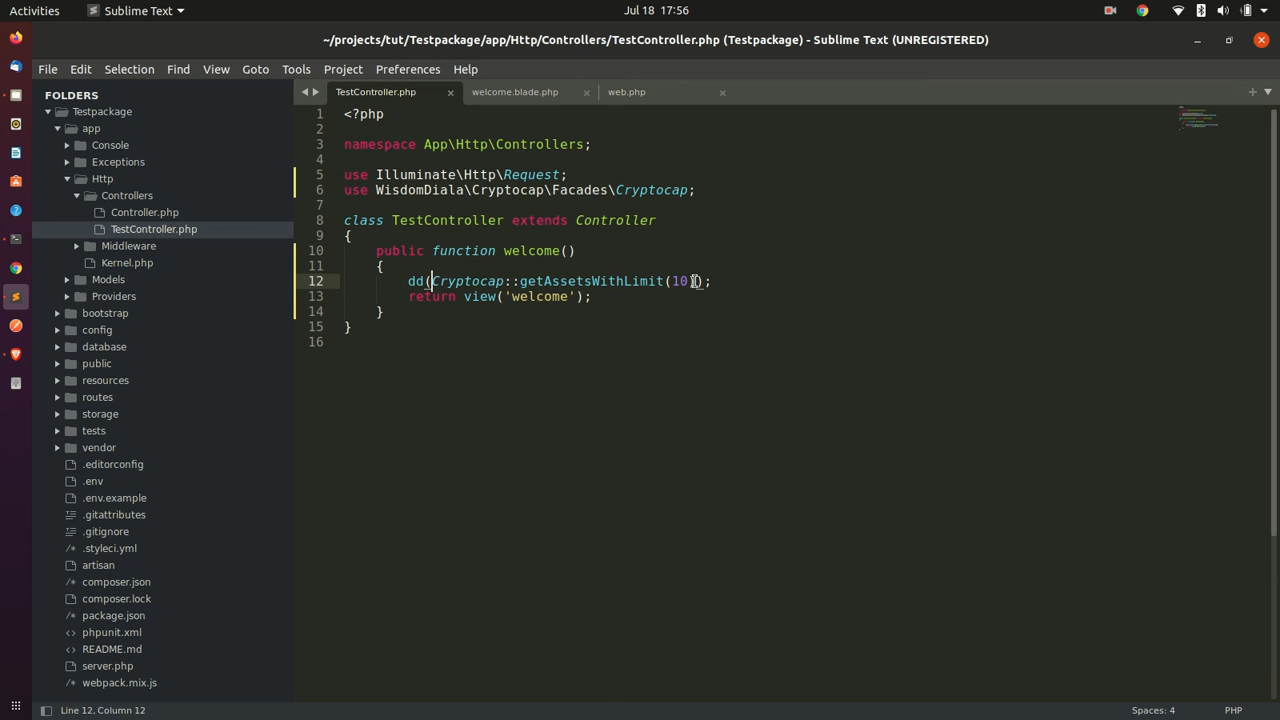 Activities
Sublime Text
Jul 18 17:56
~/projects/tut/Testpackage/app/Http/Controllers/TestController.php (Testpackage) - Sublime Text (UNREGISTERED)
File Edit Selection Find View Goto Tools Project Preferences Help
FOLDERS
Testpackage
app
Console
Exceptions
Http
Controllers
Controller.php
TestController.php
Middleware
Kernel.php
Models
Providers
bootstrap
config
database
public
resources
routes
storage
tests
vendor
.editorconfig
.env
.env.example
.gitattributes
.gitignore
.styleci.yml
artisan
composer.json
composer.lock
package.json
phpunit.xml
README.md
server.php
webpack.mix.js
TestController.php × welcome.blade.php × web.php ×
1 <?php
2
3 namespace App\Http\Controllers;
4
5 use Illuminate\Http\Request;
6 use WisdomDiala\Cryptocap\Facades\Cryptocap;
7
8 class TestController extends Controller
9 {
10 public function welcome()
11 {
12 dd(Cryptocap::getAssetsWithLimit(10));
13 return view('welcome');
14 }
15 }
16
Line 12, Column 12
Spaces: 4
PHP